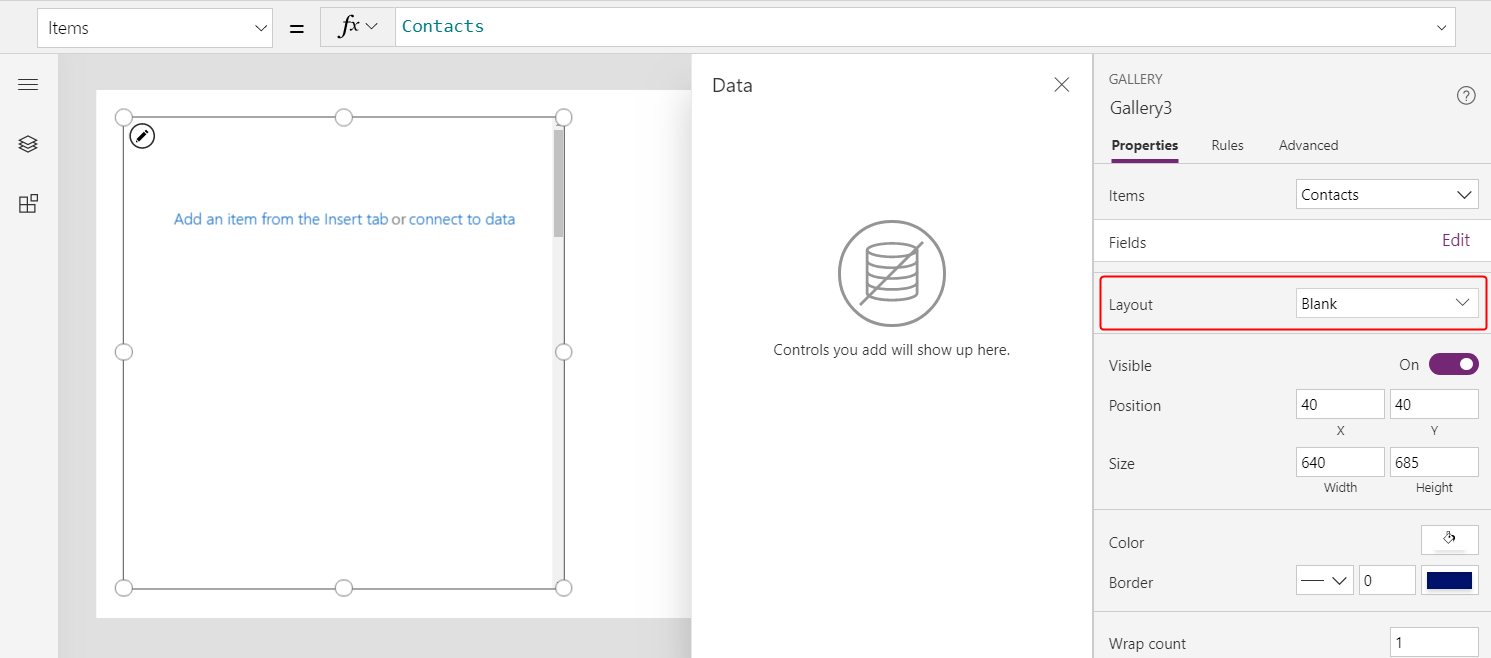 Items = fx Contacts
Data
Add an item from the Insert tab or connect to data
Controls you add will show up here.
GALLERY
Gallery3
?
Properties Rules Advanced
Items Contacts
Fields Edit
Layout Blank
Visible On
Position 40 40
X Y
Size 640 685
Width Height
Color
Border 0
Wrap count 1